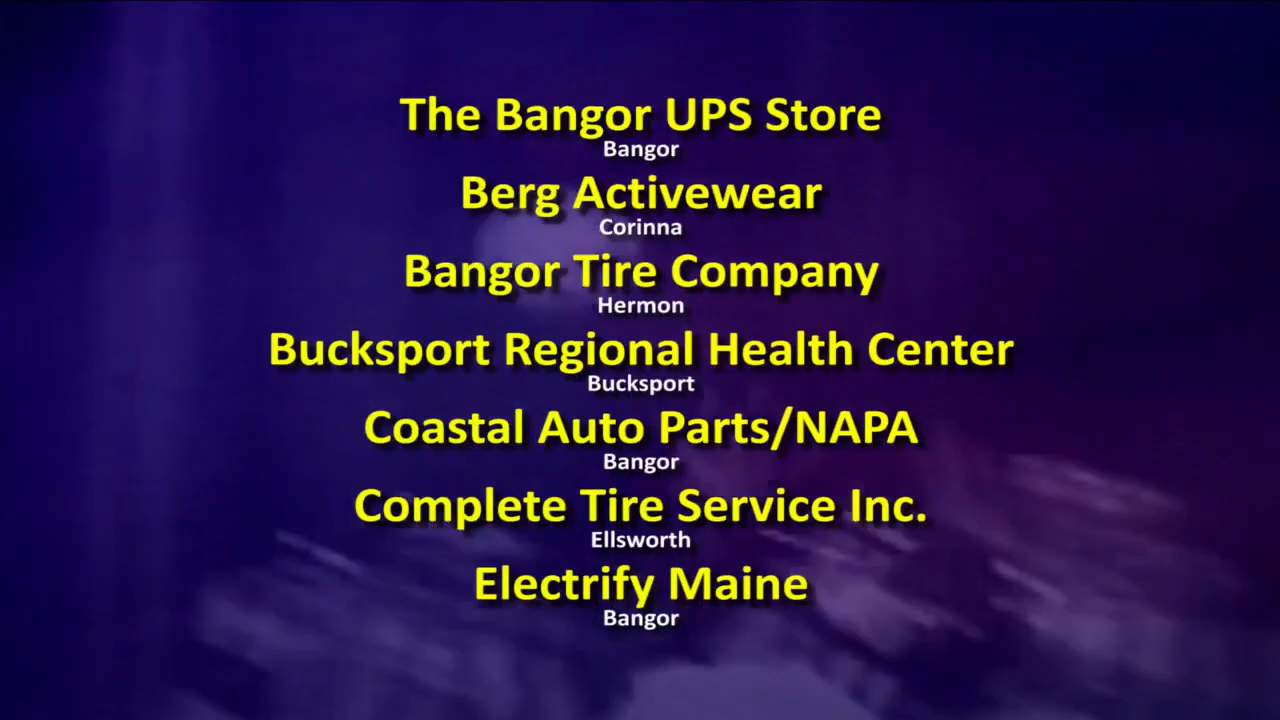 The Bangor UPS Store
Bangor
Berg Activewear
Corinna
Bangor Tire Company
Hermon
Bucksport Regional Health Center
Bucksport
Coastal Auto Parts/NAPA
Bangor
Complete Tire Service Inc.
Ellsworth
Electrify Maine
Bangor